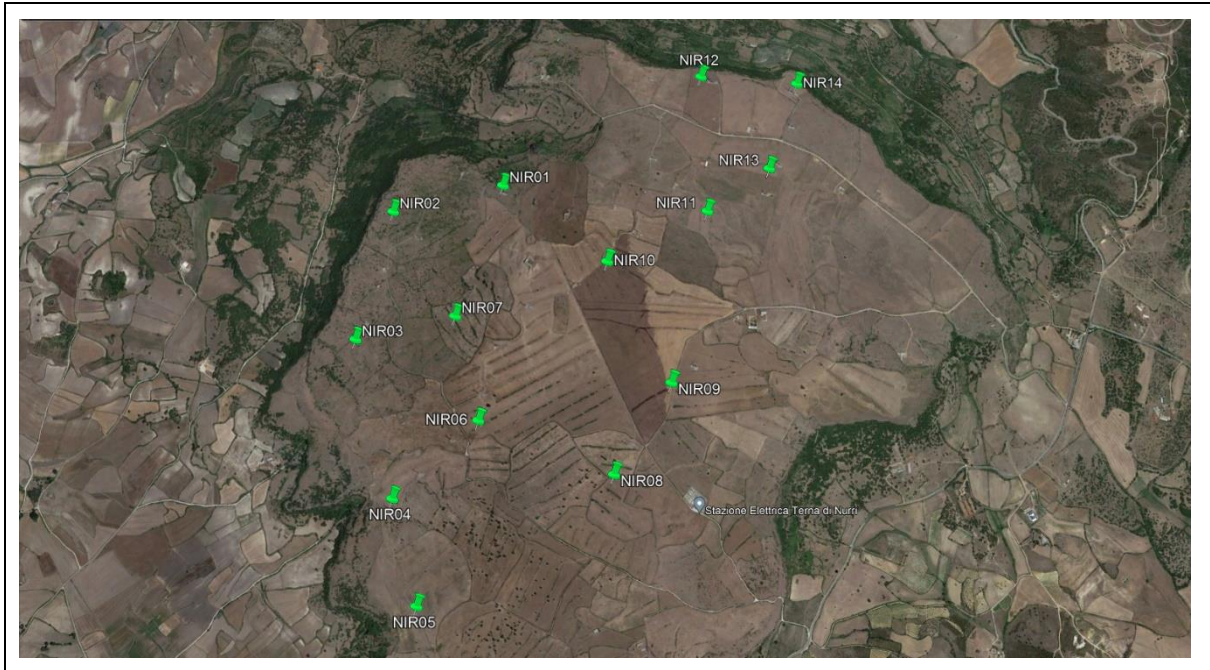 NIR12
NIR14
NIR13
NIR01
NIR02
NIR11
NIR10
NIR07
NIR03
NIR09
NIR06
NIR08
Stazione Elettrica Terna di Nurri
NIR04
NIR05